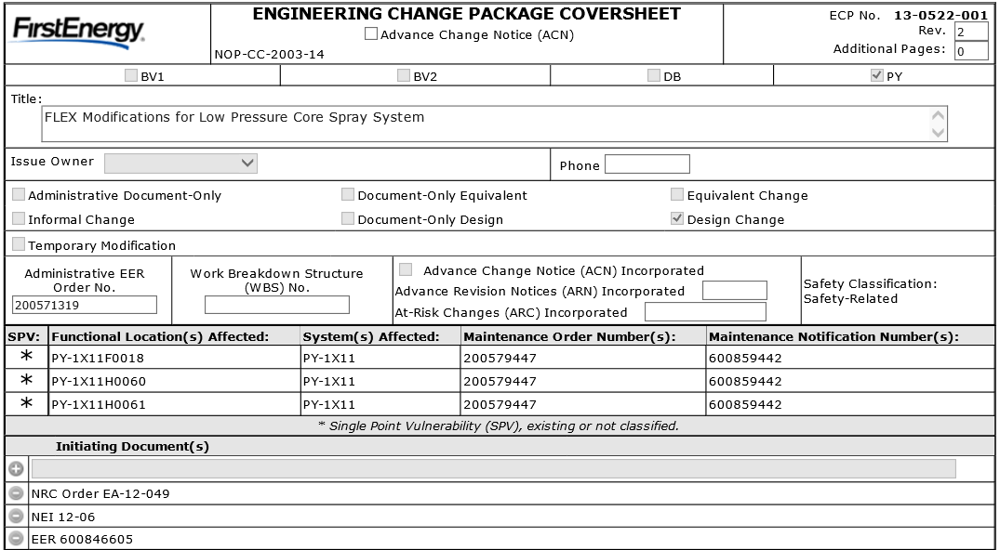 FirstEnergy
ENGINEERING CHANGE PACKAGE COVERSHEET
Advance Change Notice (ACN)
NOP-CC-2003-14
ECP No. 13-0522-001
Rev. 2
Additional Pages: 0
BV1 BV2 DB PY
Title:
FLEX Modifications for Low Pressure Core Spray System
Issue Owner Phone
Administrative Document-Only Document-Only Equivalent Equivalent Change
Informal Change Document-Only Design Design Change
Temporary Modification
Administrative EER
Order No.
200571319
Work Breakdown Structure
(WBS) No.
Advance Change Notice (ACN) Incorporated
Advance Revision Notices (ARN) Incorporated
At-Risk Changes (ARC) Incorporated
Safety Classification:
Safety-Related
SPV: Functional Location(s) Affected: System(s) Affected: Maintenance Order Number(s): Maintenance Notification Number(s):
* PY-1X11F0018 PY-1X11 200579447 600859442
* PY-1X11H0060 PY-1X11 200579447 600859442
* PY-1X11H0061 PY-1X11 200579447 600859442
* Single Point Vulnerability (SPV), existing or not classified.
Initiating Document(s)
NRC Order EA-12-049
NEI 12-06
EER 600846605